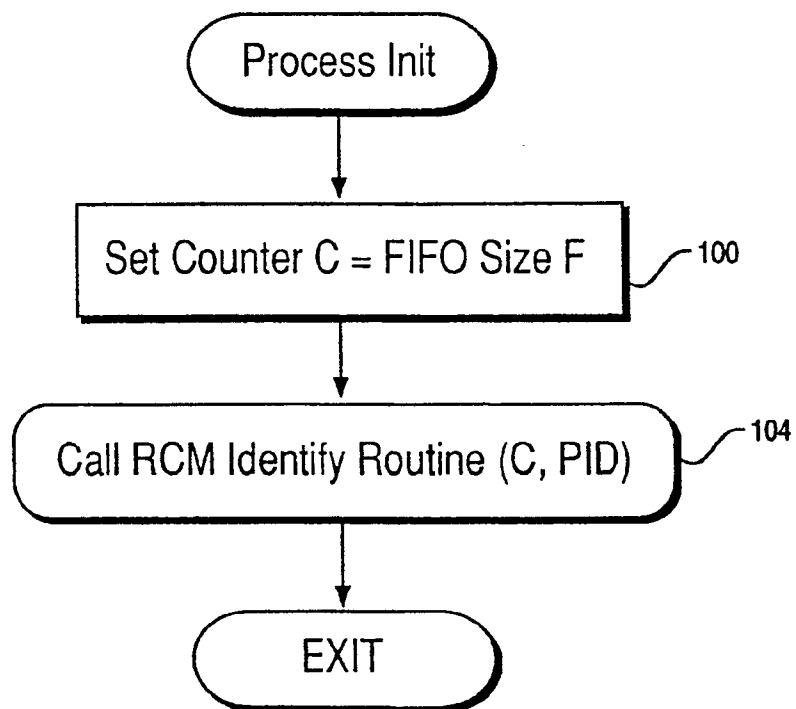 Process Init
Set Counter C = FIFO Size F
100
Call RCM Identify Routine (C, PID)
104
EXIT